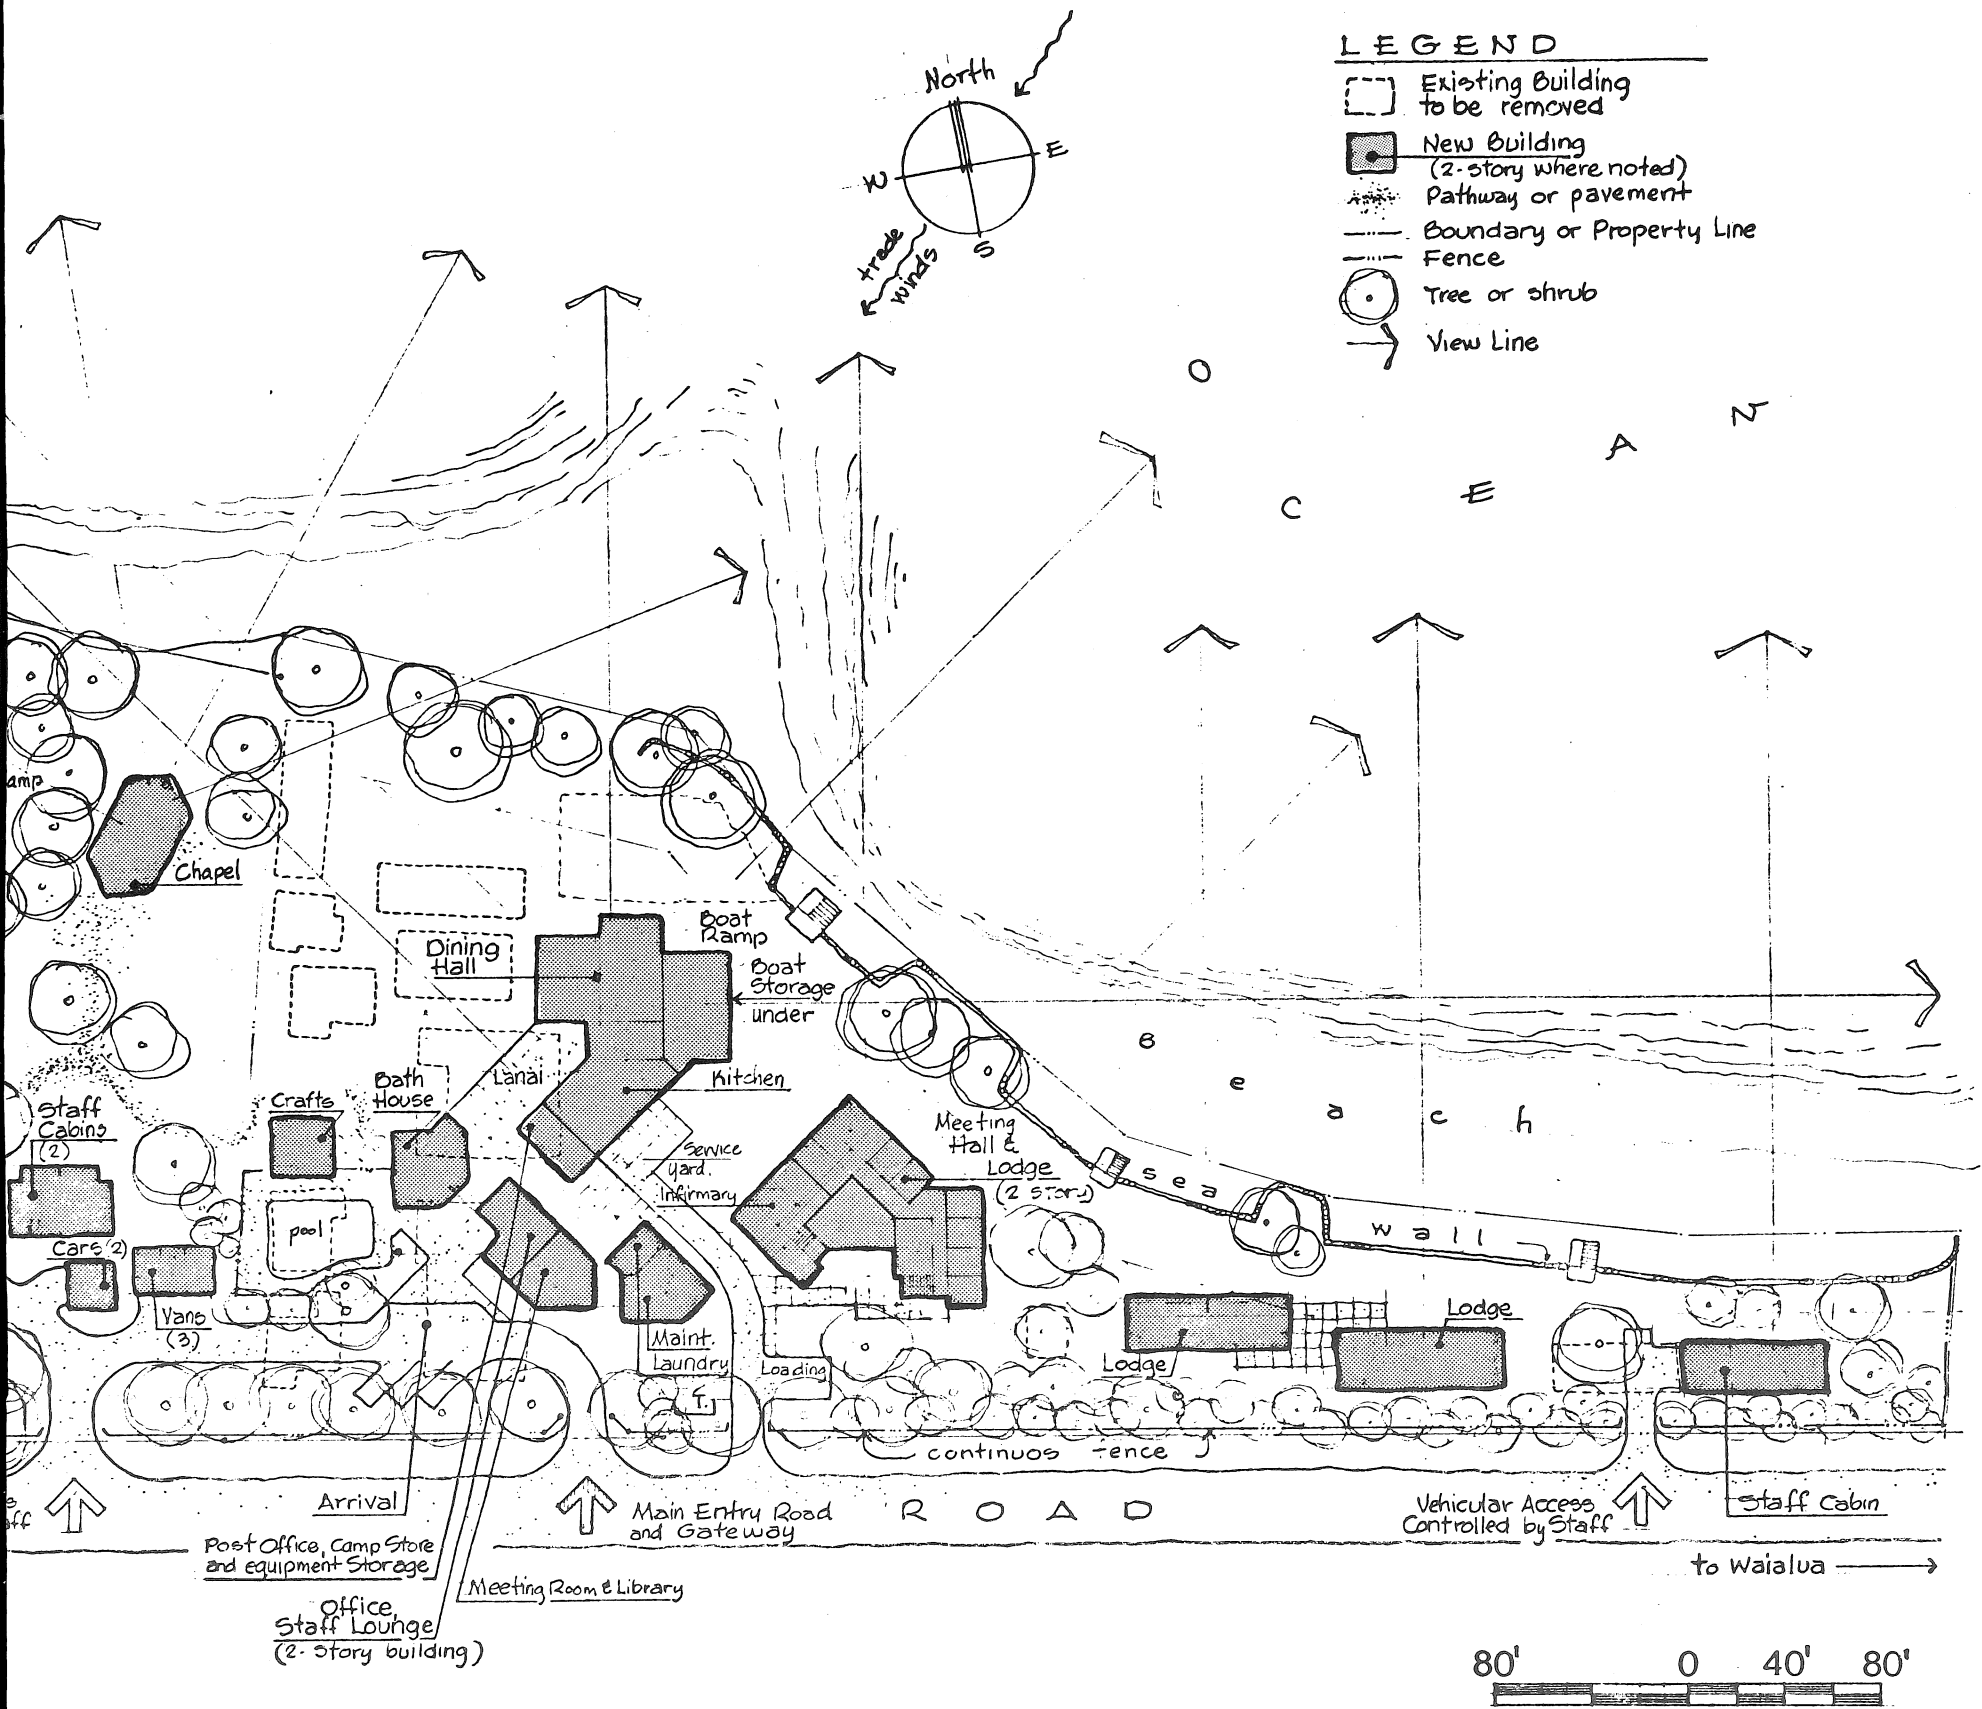 North
E
W
S
trade
winds
LEGEND
Existing Building
to be removed
New Building
(2-story where noted)
Pathway or pavement
Boundary or Property Line
Fence
Tree or shrub
View Line
OCEAN
amp
Chapel
Dining
Hall
Boat
Ramp
Boat
Storage
under
Lanai
Kitchen
Bath
House
Crafts
Staff
Cabins
(2)
Service
yard.
Infirmary
Meeting
Hall &
Lodge
(2 story)
Beach
sea wall
pool
Cars 2)
Vans
(3)
Maint.
Laundry
Loading
Lodge
Lodge
continuos fence
Arrival
Main Entry Road
and Gateway
ROAD
Vehicular Access
Controlled by Staff
Staff Cabin
Post Office, Camp Store
and equipment Storage
Meeting Room & Library
Office,
Staff Lounge
(2-story building)
to Waialua
80' 0 40' 80'